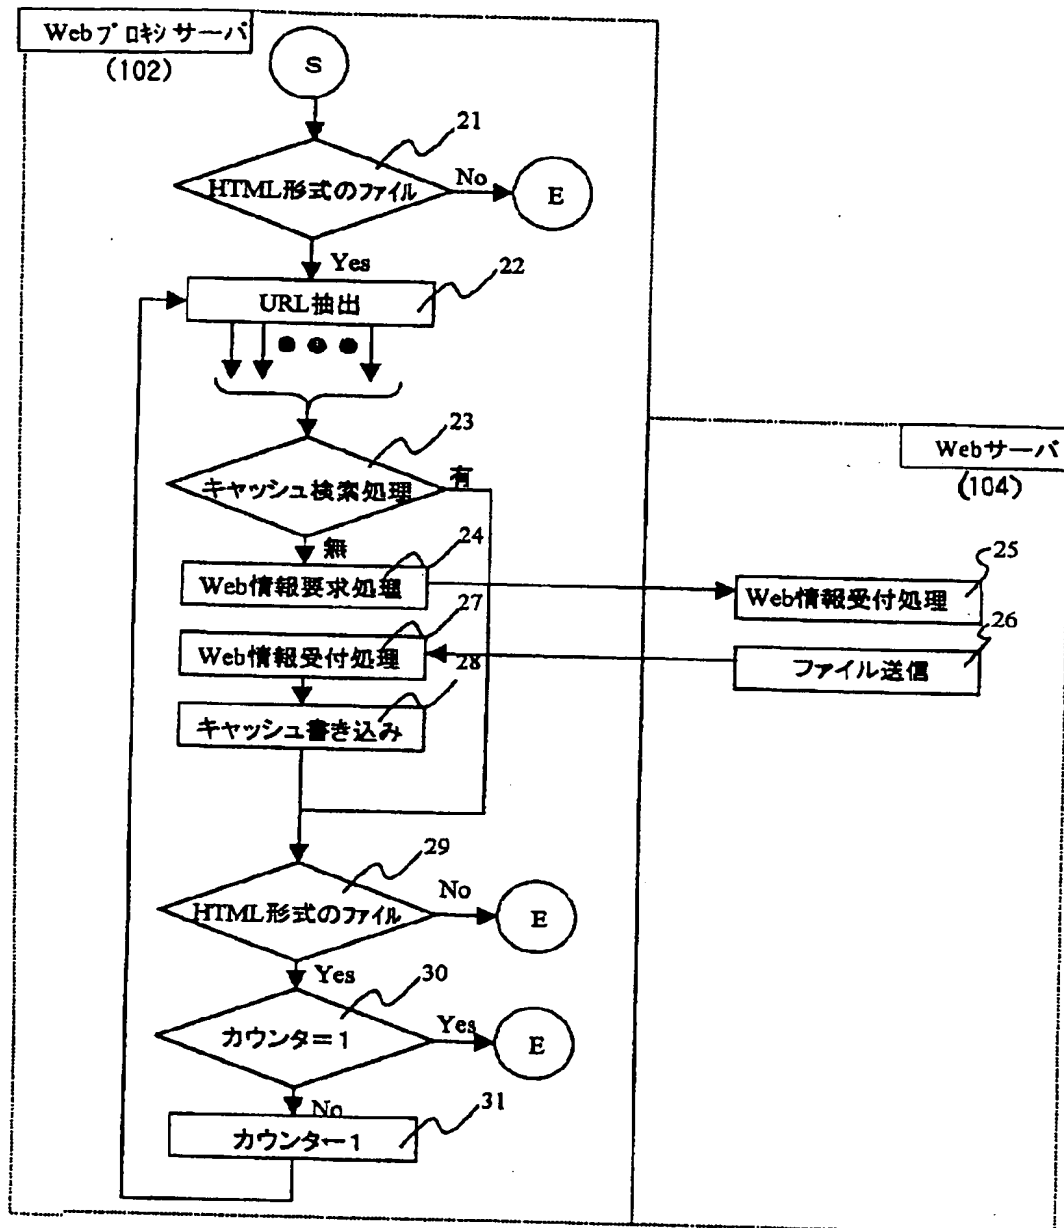 Webプロキシサーバ
(102)
S
21
HTML形式のファイル
No
E
Yes
22
URL抽出
23
キャッシュ検索処理
有
無
24
Web情報要求処理
27
Web情報受付処理
28
キャッシュ書き込み
29
HTML形式のファイル
No
E
Yes
30
カウンタ=1
Yes
E
No
31
カウンタ-1
Webサーバ
(104)
25
Web情報受付処理
26
ファイル送信